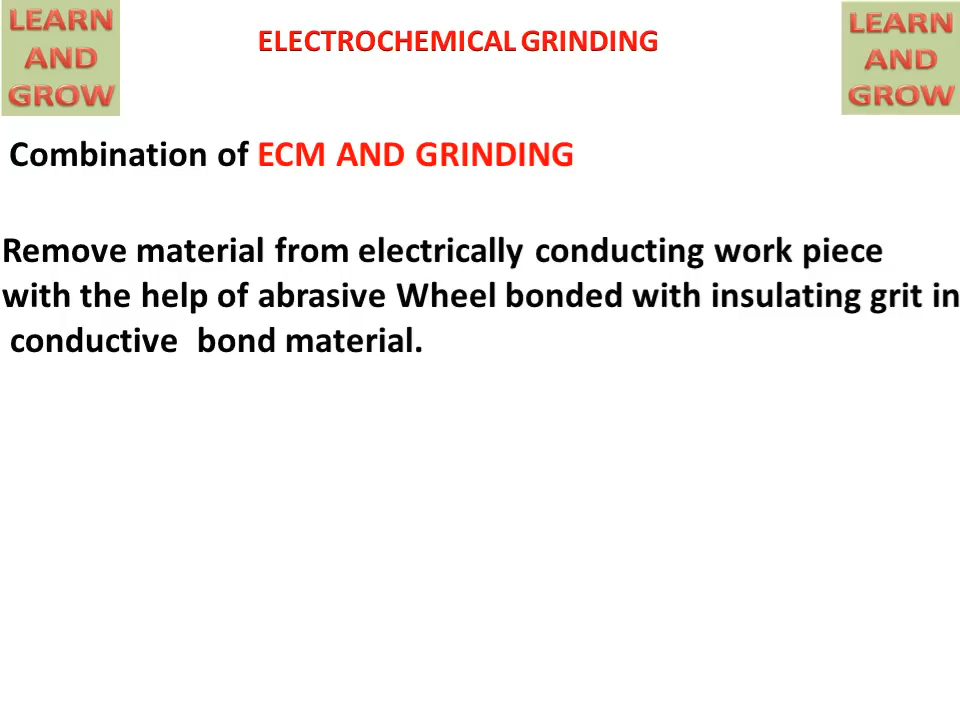 LEARN
AND
GROW
ELECTROCHEMICAL GRINDING
LEARN
AND
GROW
Combination of ECM AND GRINDING
Remove material from electrically conducting work piece
with the help of abrasive Wheel bonded with insulating grit in
conductive bond material.